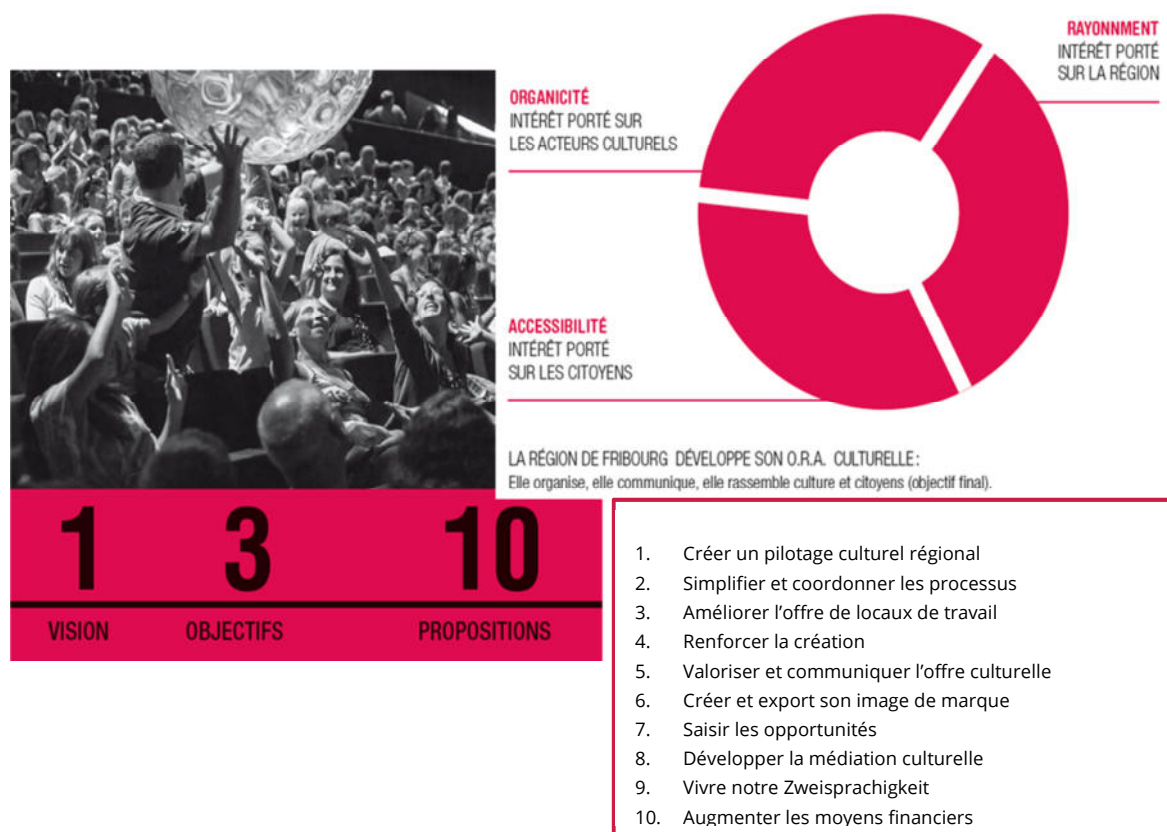 ORGANICITÉ
INTÉRÊT PORTÉ SUR
LES ACTEURS CULTURELS
RAYONNMENT
INTÉRÊT PORTÉ
SUR LA RÉGION
ACCESSIBILITÉ
INTÉRÊT PORTÉ
SUR LES CITOYENS
LA RÉGION DE FRIBOURG DÉVELOPPE SON O.R.A. CULTURELLE :
Elle organise, elle communique, elle rassemble culture et citoyens (objectif final).
1 3 10
VISION OBJECTIFS PROPOSITIONS
1. Créer un pilotage culturel régional
2. Simplifier et coordonner les processus
3. Améliorer l’offre de locaux de travail
4. Renforcer la création
5. Valoriser et communiquer l’offre culturelle
6. Créer et export son image de marque
7. Saisir les opportunités
8. Développer la médiation culturelle
9. Vivre notre Zweisprachigkeit
10. Augmenter les moyens financiers